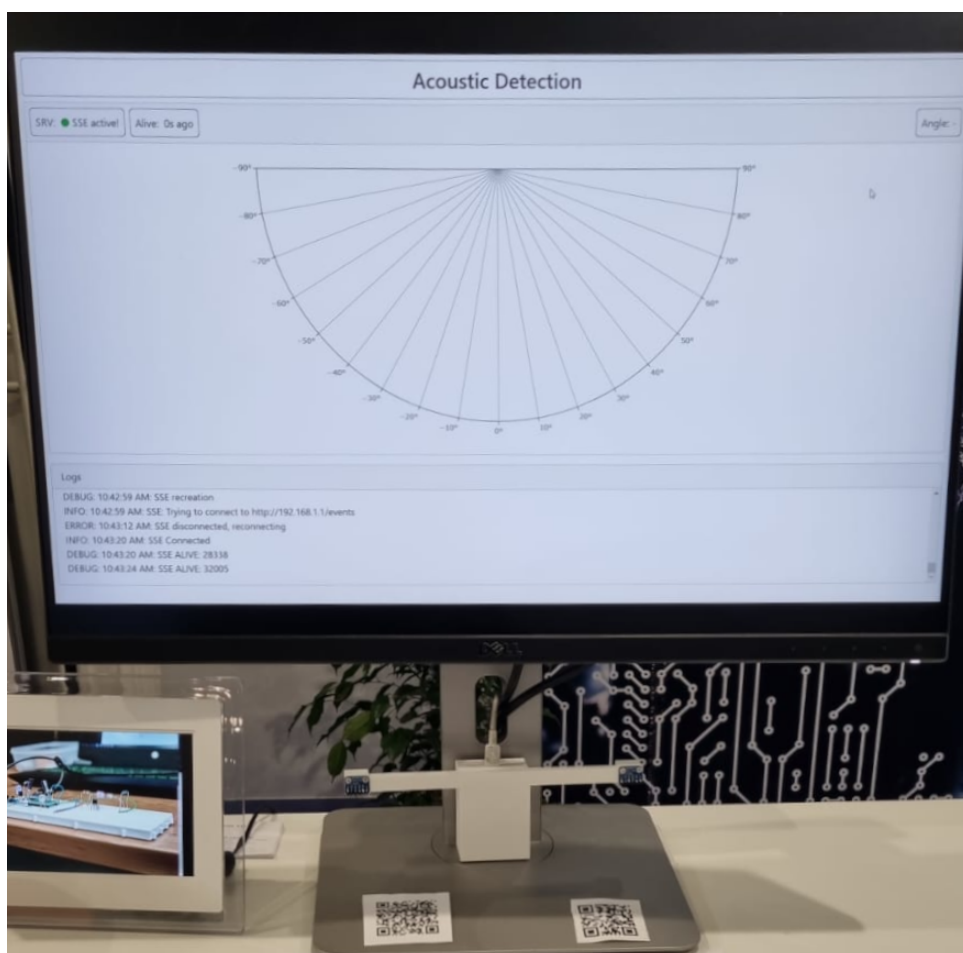 Acoustic Detection
SRV: SSE active! Alive: 0s ago Angle: -
-90° 90°
-80° 80°
-70° 70°
-60° 60°
-50° 50°
-40° 40°
-30° 30°
-20° 20°
-10° 10°
0°
Logs
DEBUG: 10:42:59 AM: SSE recreation
INFO: 10:42:59 AM: SSE: Trying to connect to http://192.168.1.1/events
ERROR: 10:43:12 AM: SSE disconnected, reconnecting
INFO: 10:43:20 AM: SSE Connected
DEBUG: 10:43:20 AM: SSE ALIVE: 28338
DEBUG: 10:43:24 AM: SSE ALIVE: 32005
DELL